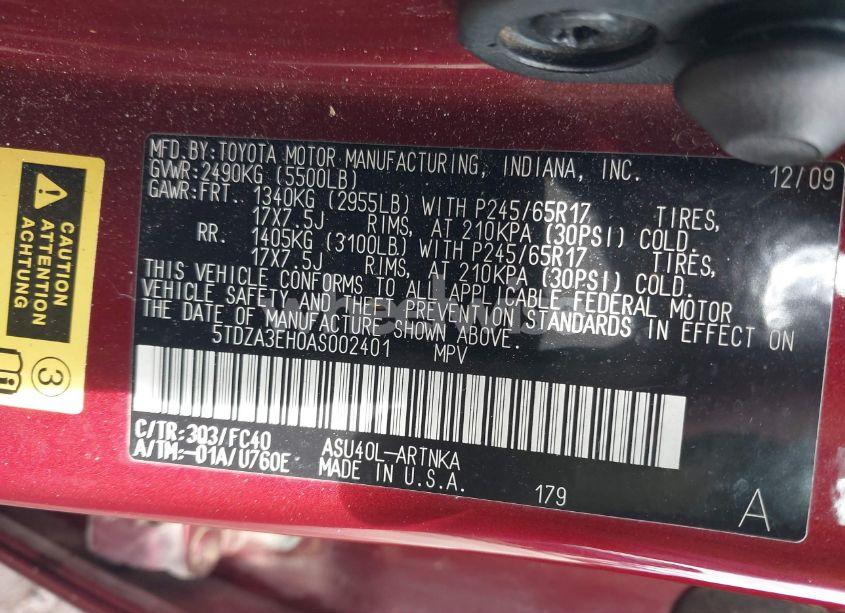 MFD.BY:TOYOTA MOTOR MANUFACTURING, INDIANA, INC. 12/09
GVWR:2490KG (5500LB)
GAWR:FRT. 1340KG (2955LB) WITH P245/65R17 TIRES,
17X7.5J RIMS, AT 210KPA (30PSI) COLD.
RR. 1405KG (3100LB) WITH P245/65R17 TIRES,
17X7.5J RIMS, AT 210KPA (30PSI) COLD.
THIS VEHICLE CONFORMS TO ALL APPLICABLE FEDERAL MOTOR
VEHICLE SAFETY AND THEFT PREVENTION STANDARDS IN EFFECT ON
THE DATE OF MANUFACTURE SHOWN ABOVE.
5TDZA3EH0AS002401 MPV
C/TR:303/FC40 ASU40L-ARTNKA
A/TM:-01A/U760E MADE IN U.S.A.
179 A
CAUTION
ATTENTION
ACHTUNG
3